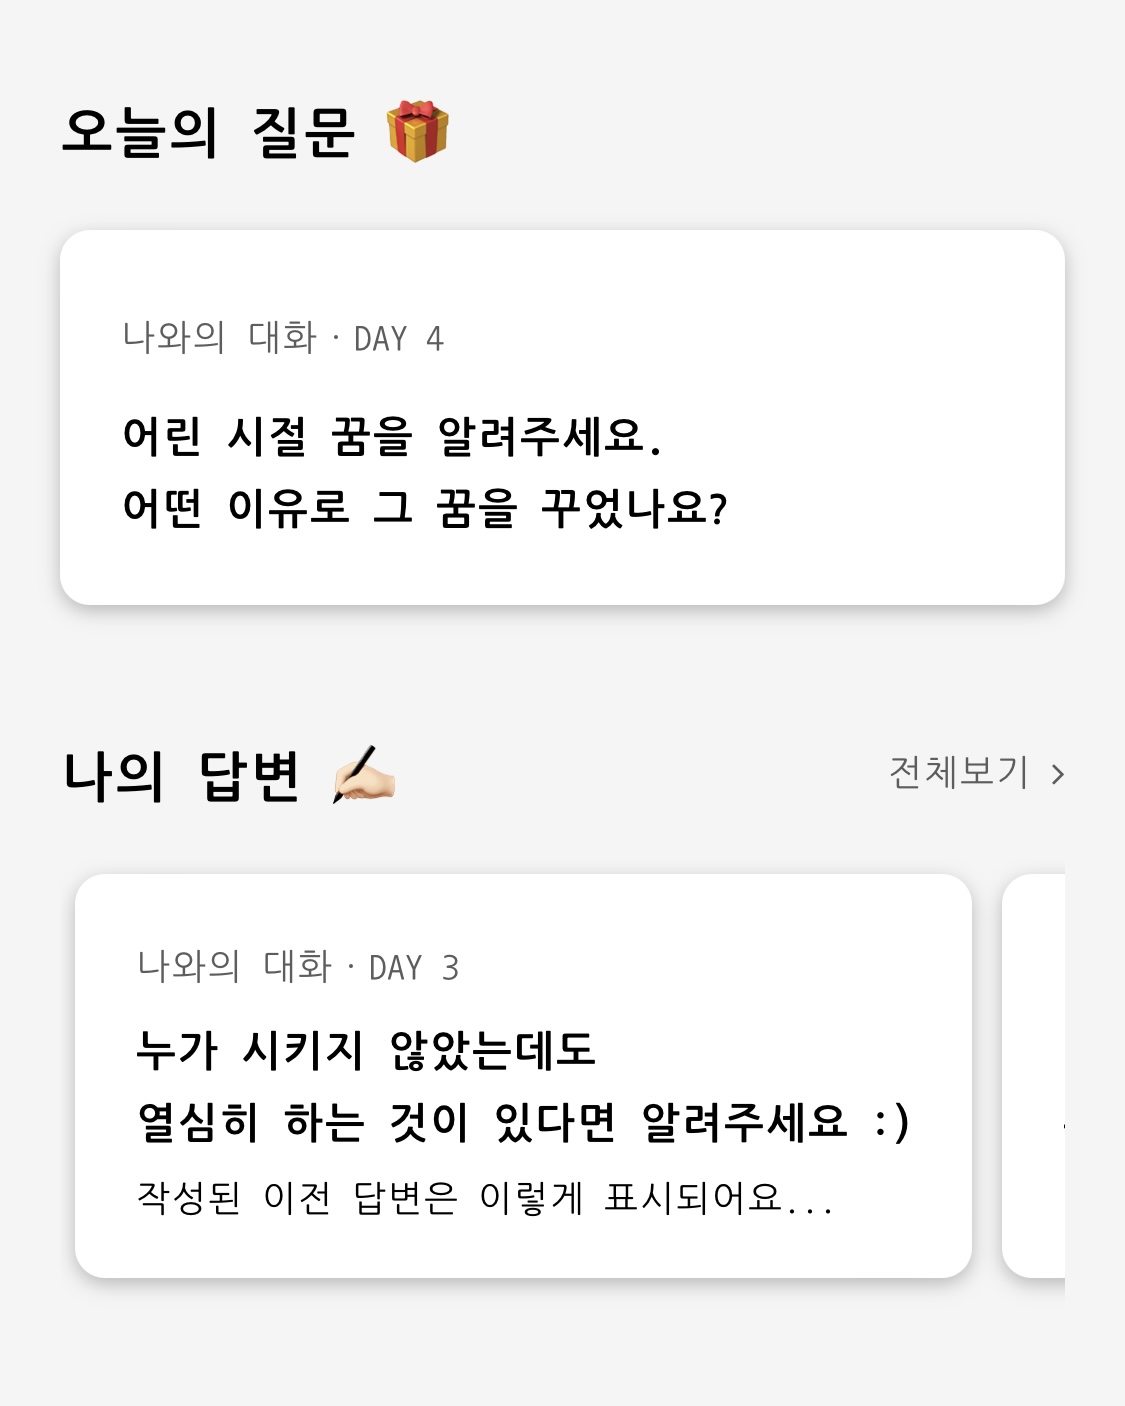 오늘의 질문 🎁
나와의 대화 · DAY 4
어린 시절 꿈을 알려주세요.
어떤 이유로 그 꿈을 꾸었나요?
나의 답변 ✍🏻
전체보기 >
나와의 대화 · DAY 3
누가 시키지 않았는데도
열심히 하는 것이 있다면 알려주세요 :)
작성된 이전 답변은 이렇게 표시되어요...